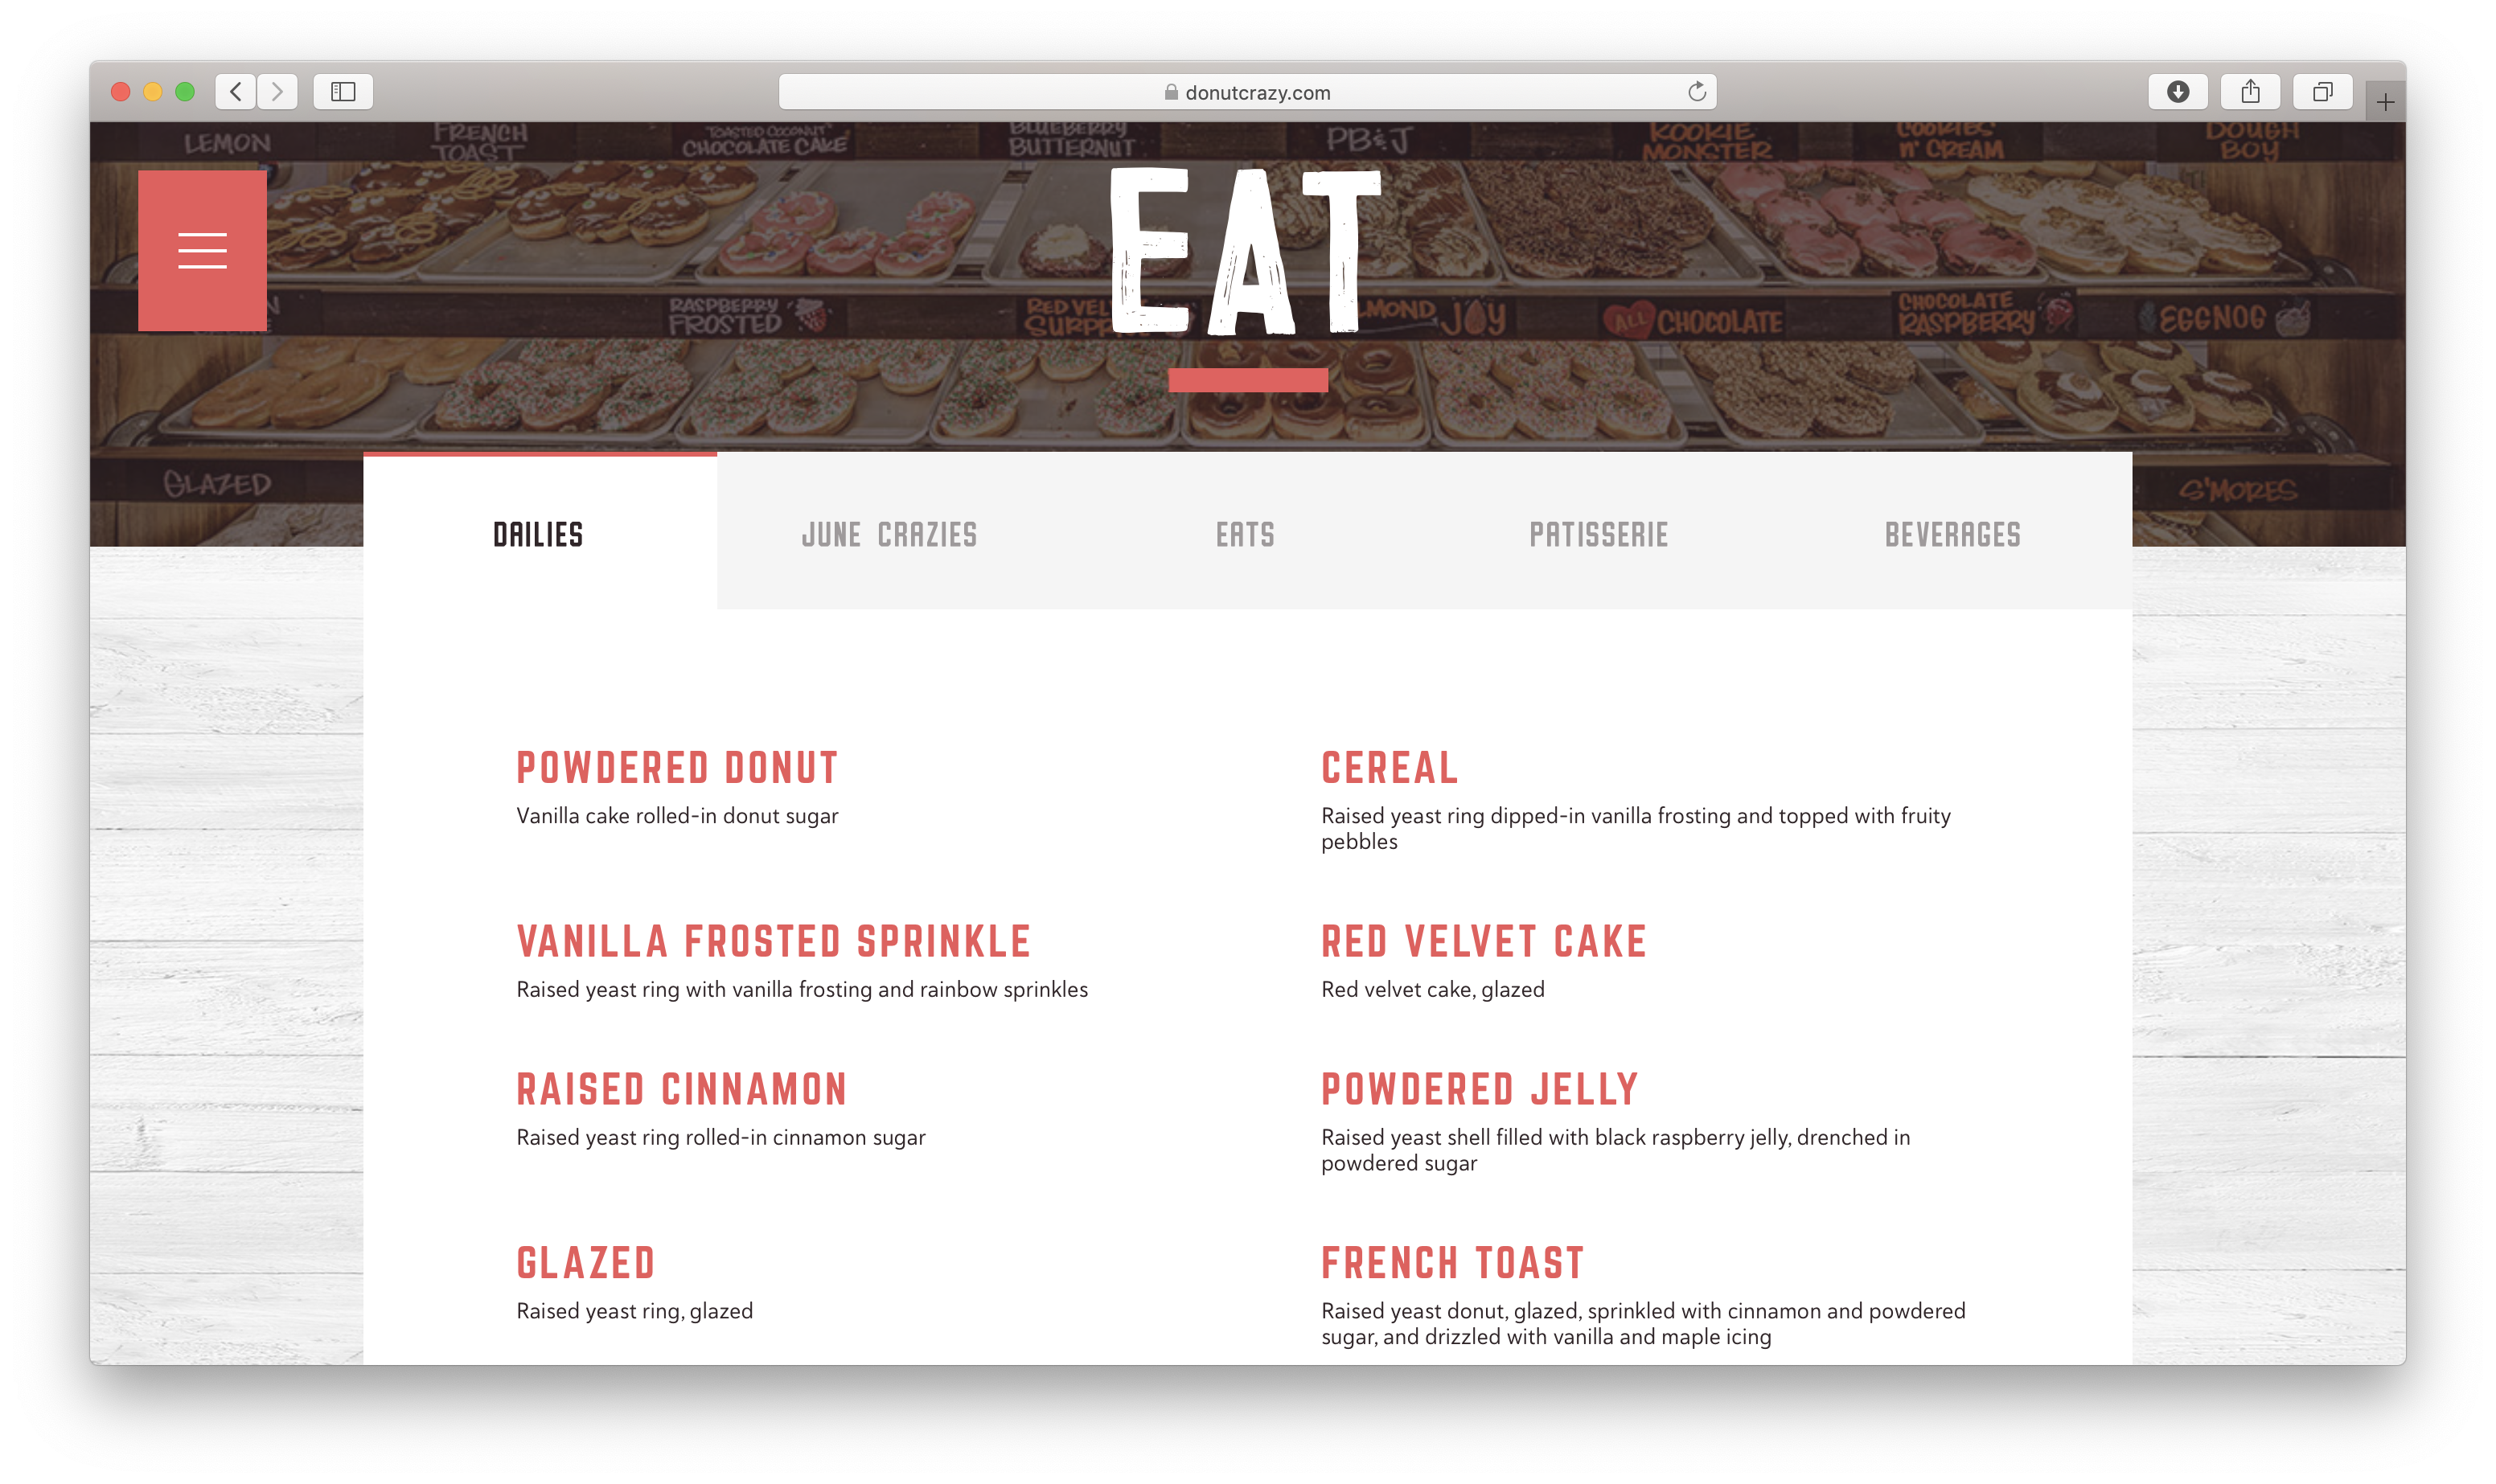 donutcrazy.com
LEMON
FRENCH
TOAST
TOASTED COCONUT
CHOCOLATE CAKE
BLUEBERRY
BUTTERNUT
PB&J
KOOKIE
MONSTER
COOKIES
n' CREAM
DOUGH
BOY
EAT
RASPBERRY
FROSTED
RED VEL
SURPR
LMOND JOY
ALL CHOCOLATE
CHOCOLATE
RASPBERRY
EGGNOG
GLAZED
S'MORES
DAILIES
JUNE CRAZIES
EATS
PATISSERIE
BEVERAGES
POWDERED DONUT
Vanilla cake rolled-in donut sugar
CEREAL
Raised yeast ring dipped-in vanilla frosting and topped with fruity
pebbles
VANILLA FROSTED SPRINKLE
Raised yeast ring with vanilla frosting and rainbow sprinkles
RED VELVET CAKE
Red velvet cake, glazed
RAISED CINNAMON
Raised yeast ring rolled-in cinnamon sugar
POWDERED JELLY
Raised yeast shell filled with black raspberry jelly, drenched in
powdered sugar
GLAZED
Raised yeast ring, glazed
FRENCH TOAST
Raised yeast donut, glazed, sprinkled with cinnamon and powdered
sugar, and drizzled with vanilla and maple icing